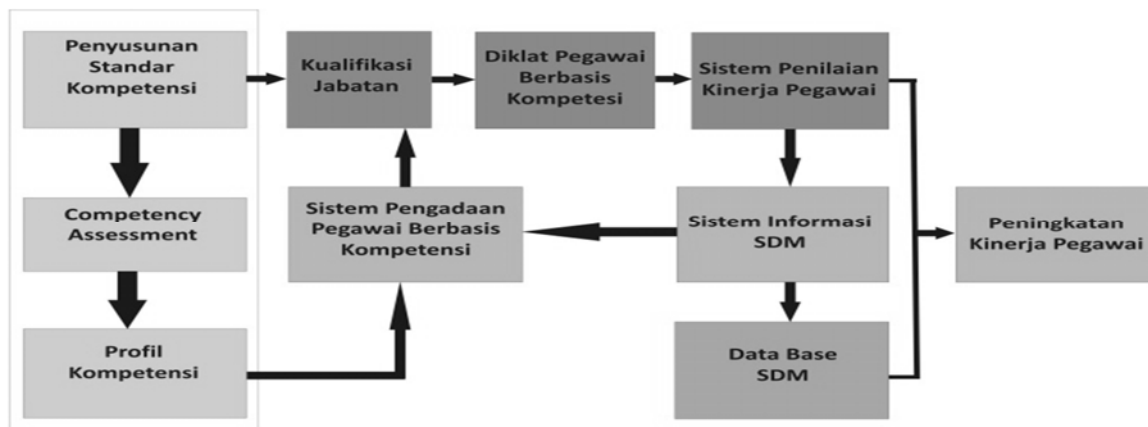 Penyusunan
Standar
Kompetensi
Kualifikasi
Jabatan
Diklat Pegawai
Berbasis
Kompetesi
Sistem Penilaian
Kinerja Pegawai
Competency
Assessment
Sistem Pengadaan
Pegawai Berbasis
Kompetensi
Sistem Informasi
SDM
Peningkatan
Kinerja Pegawai
Profil
Kompetensi
Data Base
SDM